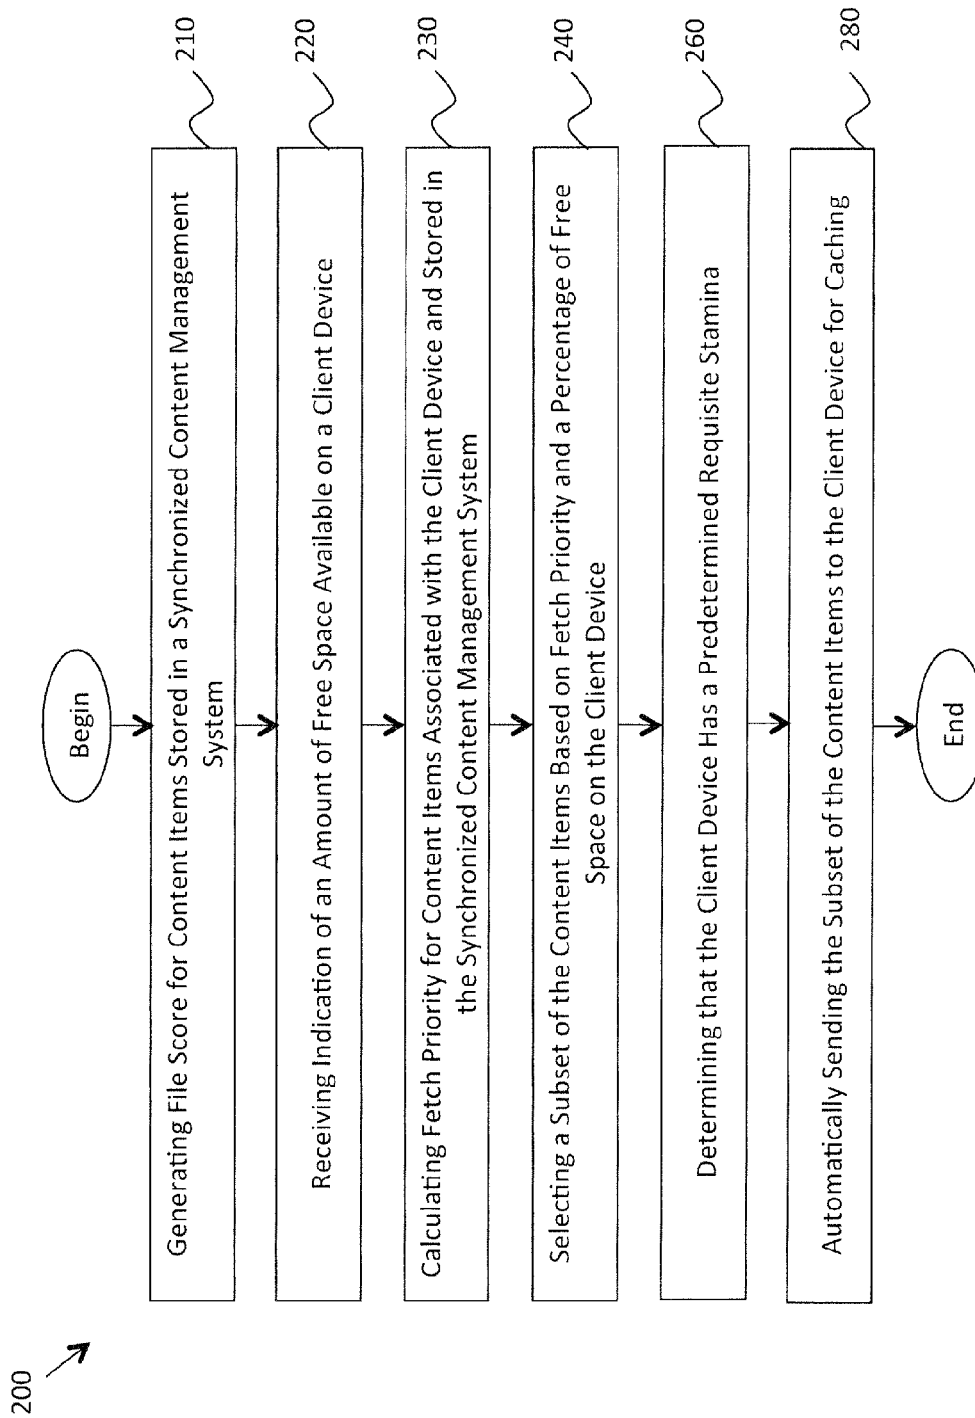 200
Begin
Generating File Score for Content Items Stored in a Synchronized Content Management
System
210
Receiving Indication of an Amount of Free Space Available on a Client Device
220
Calculating Fetch Priority for Content Items Associated with the Client Device and Stored in
the Synchronized Content Management System
230
Selecting a Subset of the Content Items Based on Fetch Priority and a Percentage of Free
Space on the Client Device
240
Determining that the Client Device Has a Predetermined Requisite Stamina
260
Automatically Sending the Subset of the Content Items to the Client Device for Caching
280
End